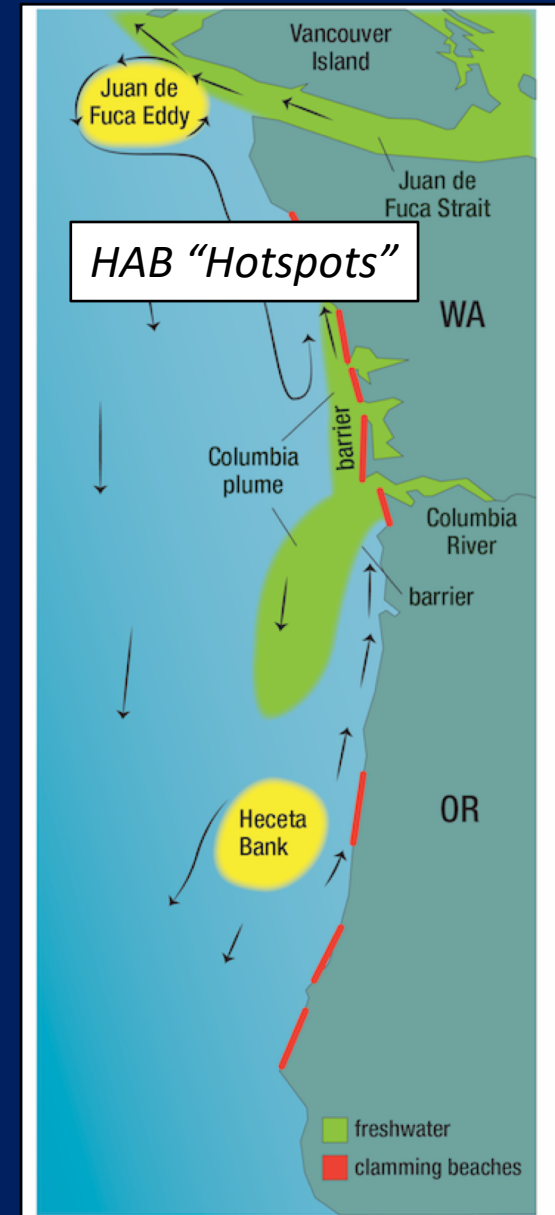 Vancouver
Island
Juan de
Fuca Eddy
Juan de
Fuca Strait
HAB “Hotspots”
WA
barrier
Columbia
plume
Columbia
River
barrier
Heceta
Bank
OR
freshwater
clamming beaches